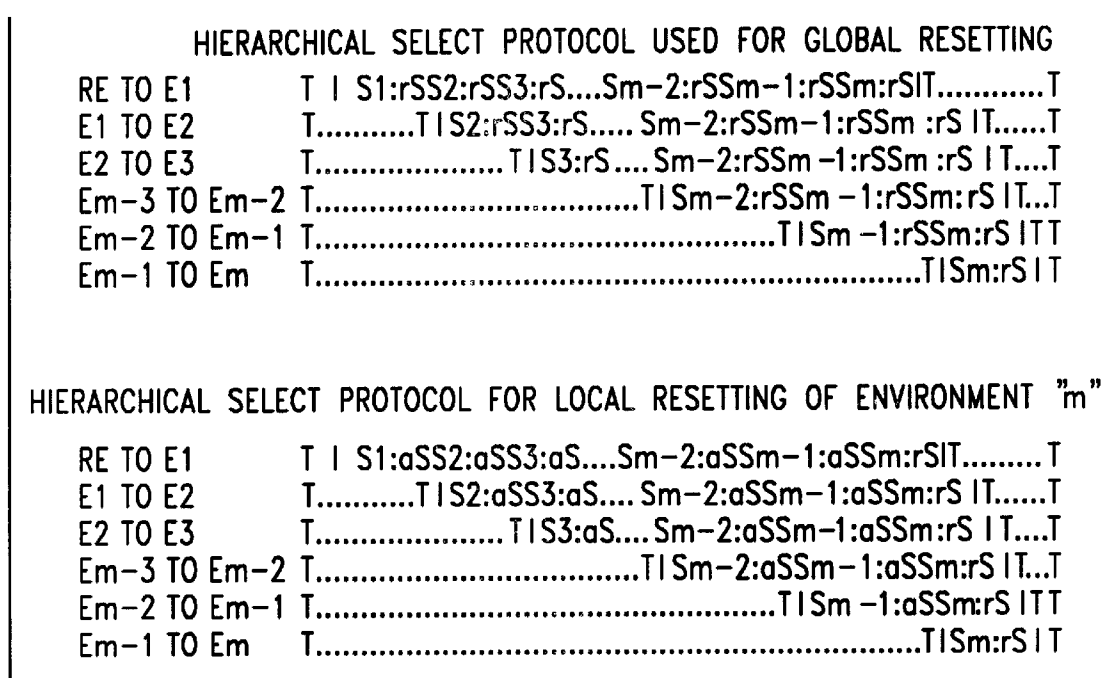 HIERARCHICAL SELECT PROTOCOL USED FOR GLOBAL RESETTING
RE TO E1 T I S1:rSS2:rSS3:rS....Sm-2:rSSm-1:rSSm:rSIT.............T
E1 TO E2 T...........TIS2:rSS3:rS..... Sm-2:rSSm-1:rSSm :rS IT......T
E2 TO E3 T......................TIS3:rS.... Sm-2:rSSm -1:rSSm :rS IT....T
Em-3 TO Em-2 T.....................................TISm-2:rSSm -1:rSSm: rS IT...T
Em-2 TO Em-1 T.....................................................TISm -1:rSSm:rS ITT
Em-1 TO Em T.....................................................................TISm:rSIT
HIERARCHICAL SELECT PROTOCOL FOR LOCAL RESETTING OF ENVIRONMENT "m"
RE TO E1 T I S1:aSS2:aSS3:aS....Sm-2:aSSm-1:aSSm:rSIT.........T
E1 TO E2 T...........TIS2:aSS3:aS.... Sm-2:aSSm-1:aSSm:rS IT......T
E2 TO E3 T......................TIS3:aS.... Sm-2:aSSm-1:aSSm:rS IT....T
Em-3 TO Em-2 T.....................................TISm-2:aSSm-1:aSSm:rS IT...T
Em-2 TO Em-1 T.....................................................TISm -1:aSSm:rS ITT
Em-1 TO Em T.....................................................................TISm:rSIT